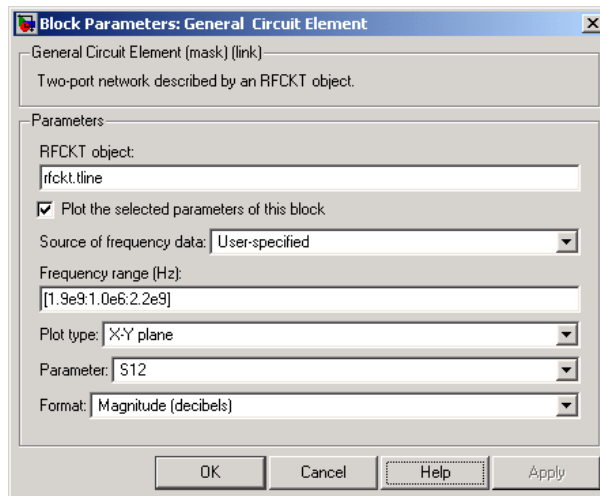 Block Parameters: General Circuit Element
General Circuit Element (mask) (link)
Two-port network described by an RFCKT object.
Parameters
RFCKT object:
rfckt.tline
Plot the selected parameters of this block
Source of frequency data: User-specified
Frequency range (Hz):
[1.9e9:1.0e6:2.2e9]
Plot type: X-Y plane
Parameter: S12
Format: Magnitude (decibels)
OK Cancel Help Apply